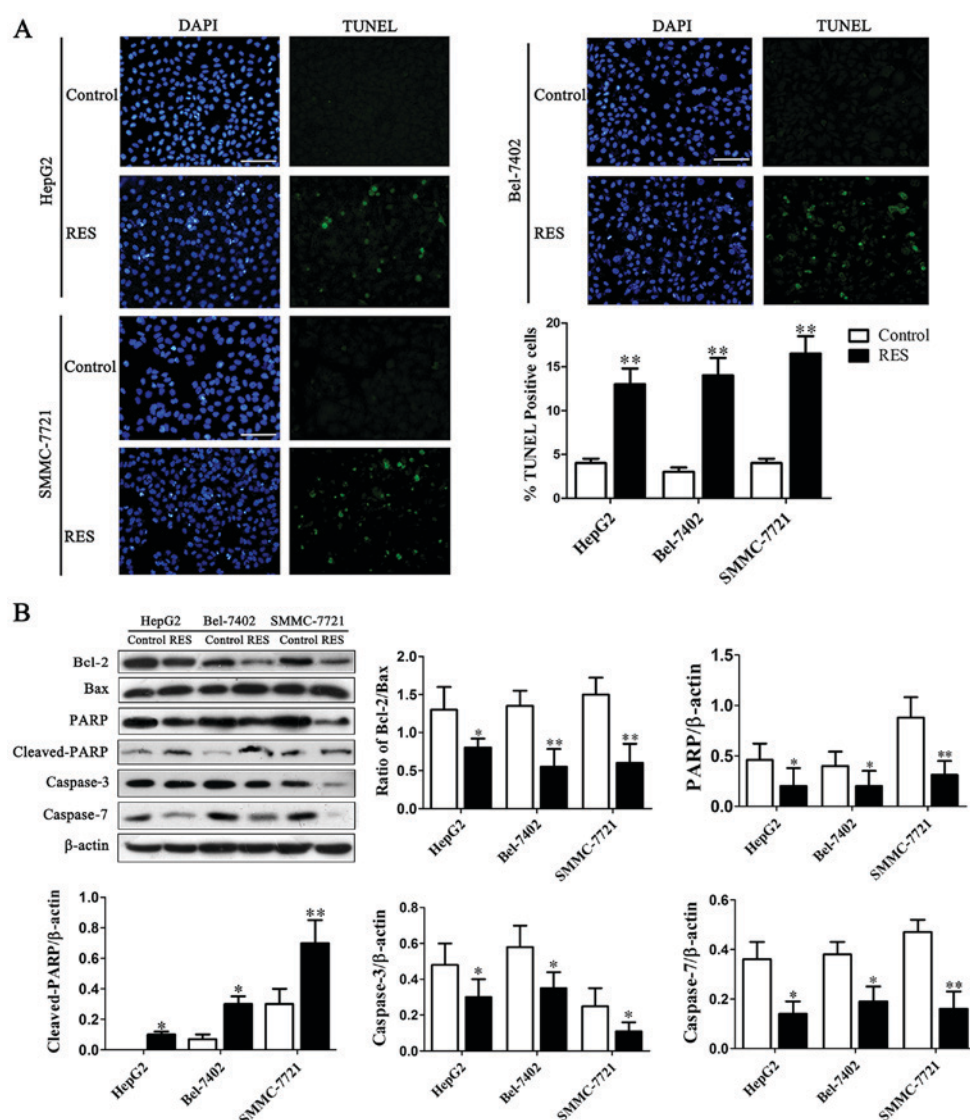 A
DAPI TUNEL
HepG2
Control
RES
SMMC-7721
Control
RES
DAPI TUNEL
Bel-7402
Control
RES
% TUNEL Positive cells
20
15
10
5
0
** ** **
Control
RES
HepG2 Bel-7402 SMMC-7721
B
HepG2 Bel-7402 SMMC-7721
Control RES Control RES Control RES
Bcl-2
Bax
PARP
Cleaved-PARP
Caspase-3
Caspase-7
β-actin
Ratio of Bcl-2/Bax
2.0
1.5
1.0
0.5
0.0
* ** **
HepG2 Bel-7402 SMMC-7721
PARP/β-actin
1.5
1.0
0.5
0.0
* * **
HepG2 Bel-7402 SMMC-7721
Cleaved-PARP/β-actin
1.0
0.8
0.6
0.4
0.2
0.0
* * **
HepG2 Bel-7402 SMMC-7721
Caspase-3/β-actin
0.8
0.6
0.4
0.2
0.0
* * *
HepG2 Bel-7402 SMMC-7721
Caspase-7/β-actin
0.6
0.4
0.2
0.0
* * **
HepG2 Bel-7402 SMMC-7721